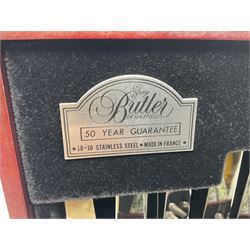 George
Butler
OF SHEFFIELD
50 YEAR GUARANTEE
★ 18-10 STAINLESS STEEL ★ MADE IN FRANCE ★